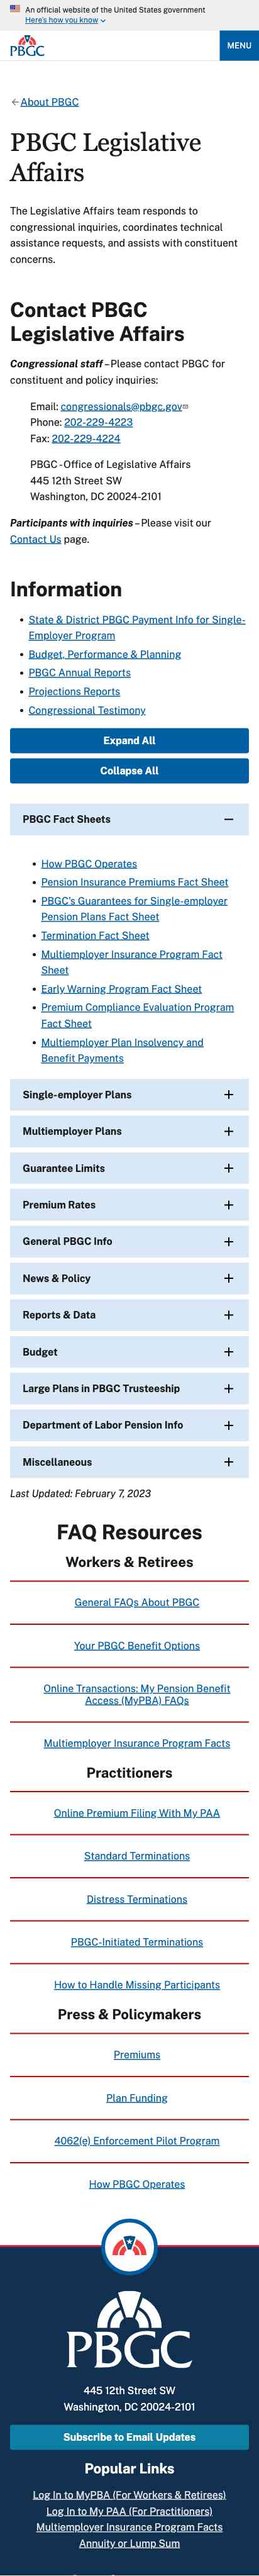 An official website of the United States government
Here's how you know
PBGC
MENU
About PBGC
PBGC Legislative
Affairs
The Legislative Affairs team responds to
congressional inquiries, coordinates technical
assistance requests, and assists with constituent
concerns.
Contact PBGC
Legislative Affairs
Congressional staff – Please contact PBGC for
constituent and policy inquiries:
Email: congressionals@pbgc.gov
Phone: 202-229-4223
Fax: 202-229-4224
PBGC - Office of Legislative Affairs
445 12th Street SW
Washington, DC 20024-2101
Participants with inquiries – Please visit our
Contact Us page.
Information
State & District PBGC Payment Info for Single-
Employer Program
Budget, Performance & Planning
PBGC Annual Reports
Projections Reports
Congressional Testimony
Expand All
Collapse All
PBGC Fact Sheets
How PBGC Operates
Pension Insurance Premiums Fact Sheet
PBGC's Guarantees for Single-employer
Pension Plans Fact Sheet
Termination Fact Sheet
Multiemployer Insurance Program Fact
Sheet
Early Warning Program Fact Sheet
Premium Compliance Evaluation Program
Fact Sheet
Multiemployer Plan Insolvency and
Benefit Payments
Single-employer Plans
Multiemployer Plans
Guarantee Limits
Premium Rates
General PBGC Info
News & Policy
Reports & Data
Budget
Large Plans in PBGC Trusteeship
Department of Labor Pension Info
Miscellaneous
Last Updated: February 7, 2023
FAQ Resources
Workers & Retirees
General FAQs About PBGC
Your PBGC Benefit Options
Online Transactions: My Pension Benefit
Access (MyPBA) FAQs
Multiemployer Insurance Program Facts
Practitioners
Online Premium Filing With My PAA
Standard Terminations
Distress Terminations
PBGC-Initiated Terminations
How to Handle Missing Participants
Press & Policymakers
Premiums
Plan Funding
4062(e) Enforcement Pilot Program
How PBGC Operates
PBGC
445 12th Street SW
Washington, DC 20024-2101
Subscribe to Email Updates
Popular Links
Log In to MyPBA (For Workers & Retirees)
Log In to My PAA (For Practitioners)
Multiemployer Insurance Program Facts
Annuity or Lump Sum